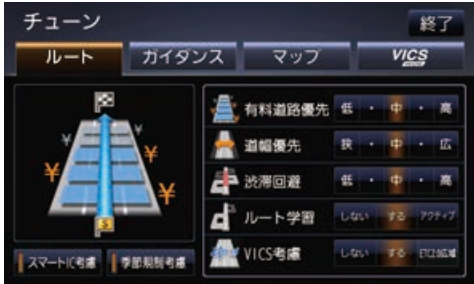 チューン
終了
ルート
ガイダンス
マップ
VICS
有料道路優先 低 ・ 中 ・ 高
道幅優先 狭 ・ 中 ・ 広
渋滞回避 低 ・ 中 ・ 高
ルート学習 しない する アクティブ
VICS考慮 しない する ETC2.0広域
¥
¥
¥
¥
S
スマートIC考慮
季節規制考慮